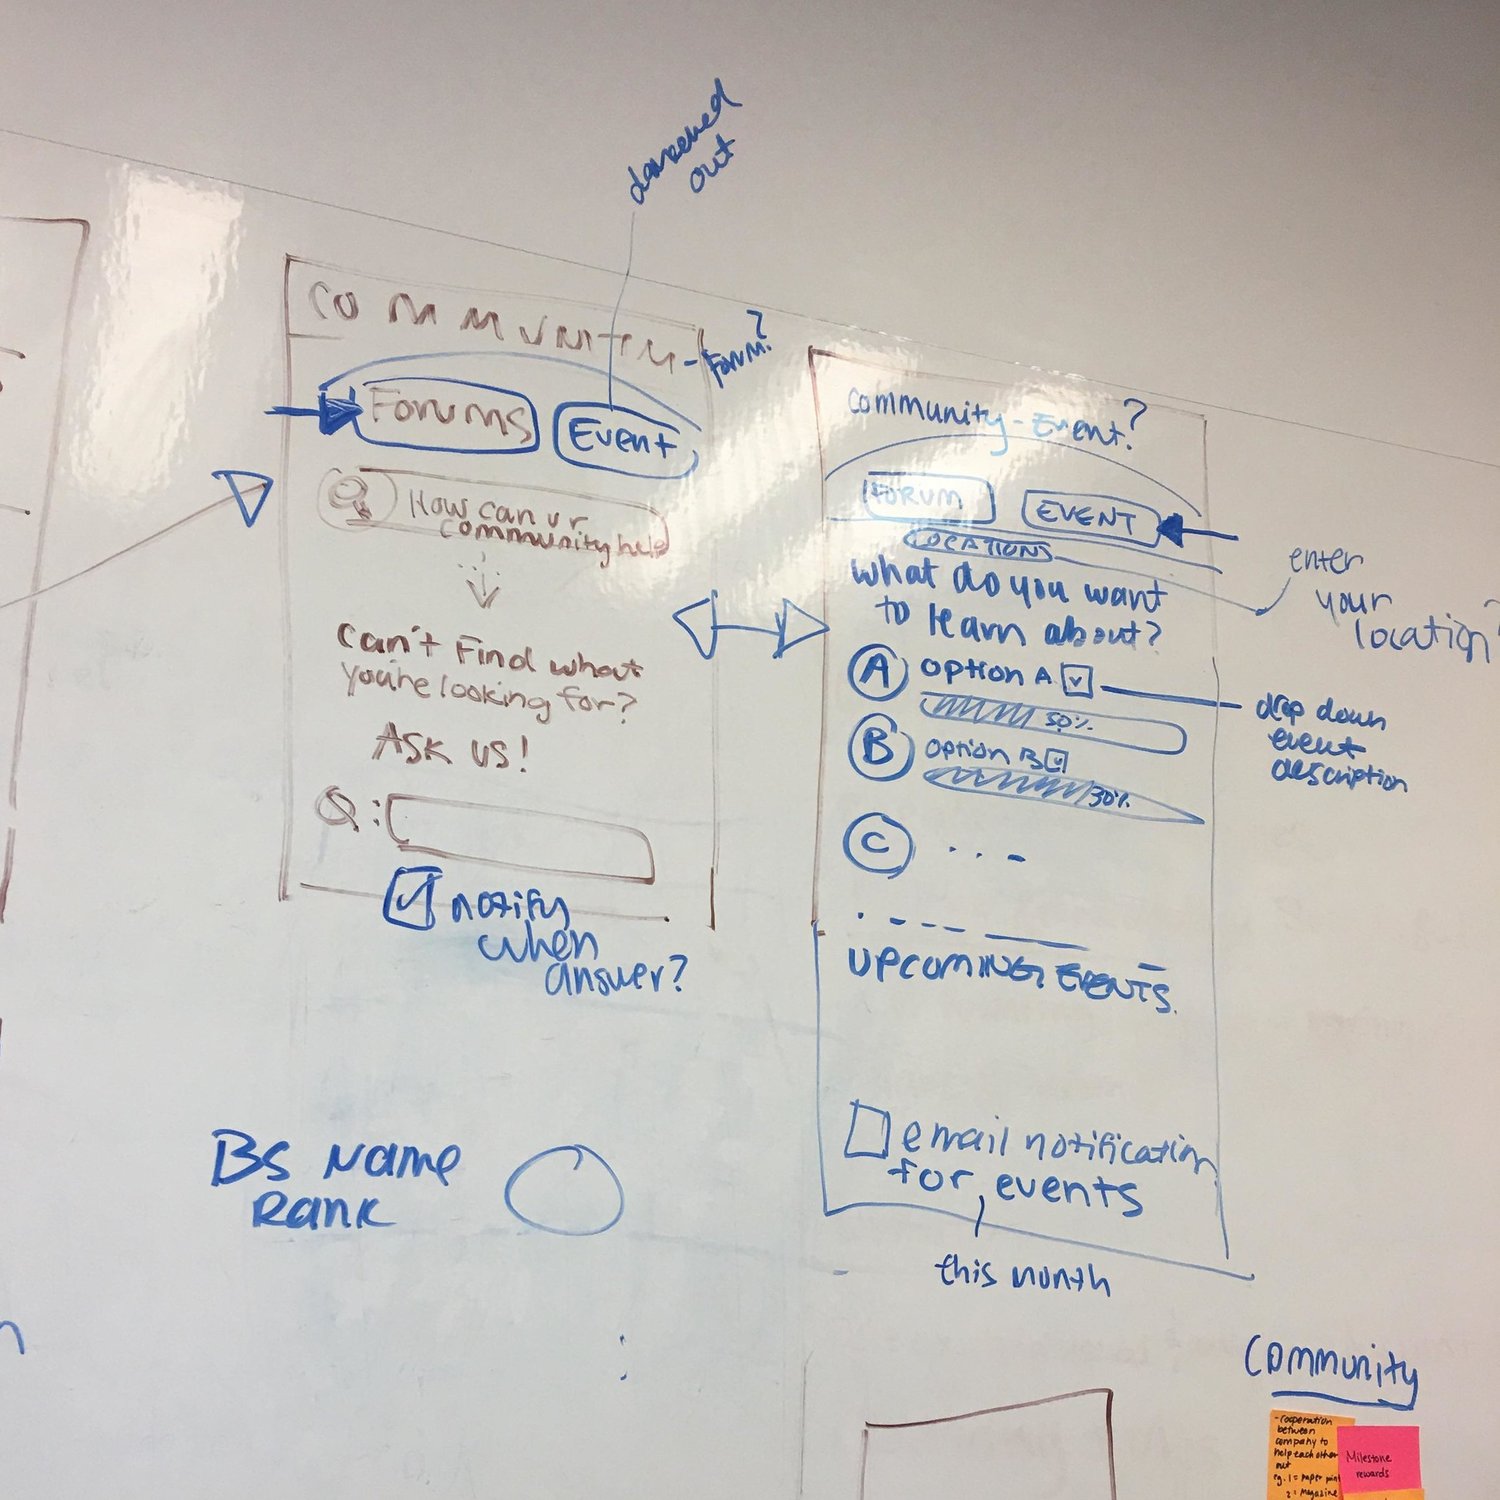 darkened
out
COMMUNITY - Forum?
Forums
Event
How can ur
community help
Can't Find what
you're looking for?
ASK US!
Q:
notify
when
answer?
Community - Event?
FORUM
EVENT
LOCATIONS
enter
your
location?
what do you want
to learn about?
A option A
50%
drop down
event
description
B option B
30%
C ...
UPCOMING EVENTS
email notification
for events
this month
BS NAME
RANK
Community
- cooperation
between
company to
help each other
out
eg. 1 = paper
2 = magazine
Milestone
rewards